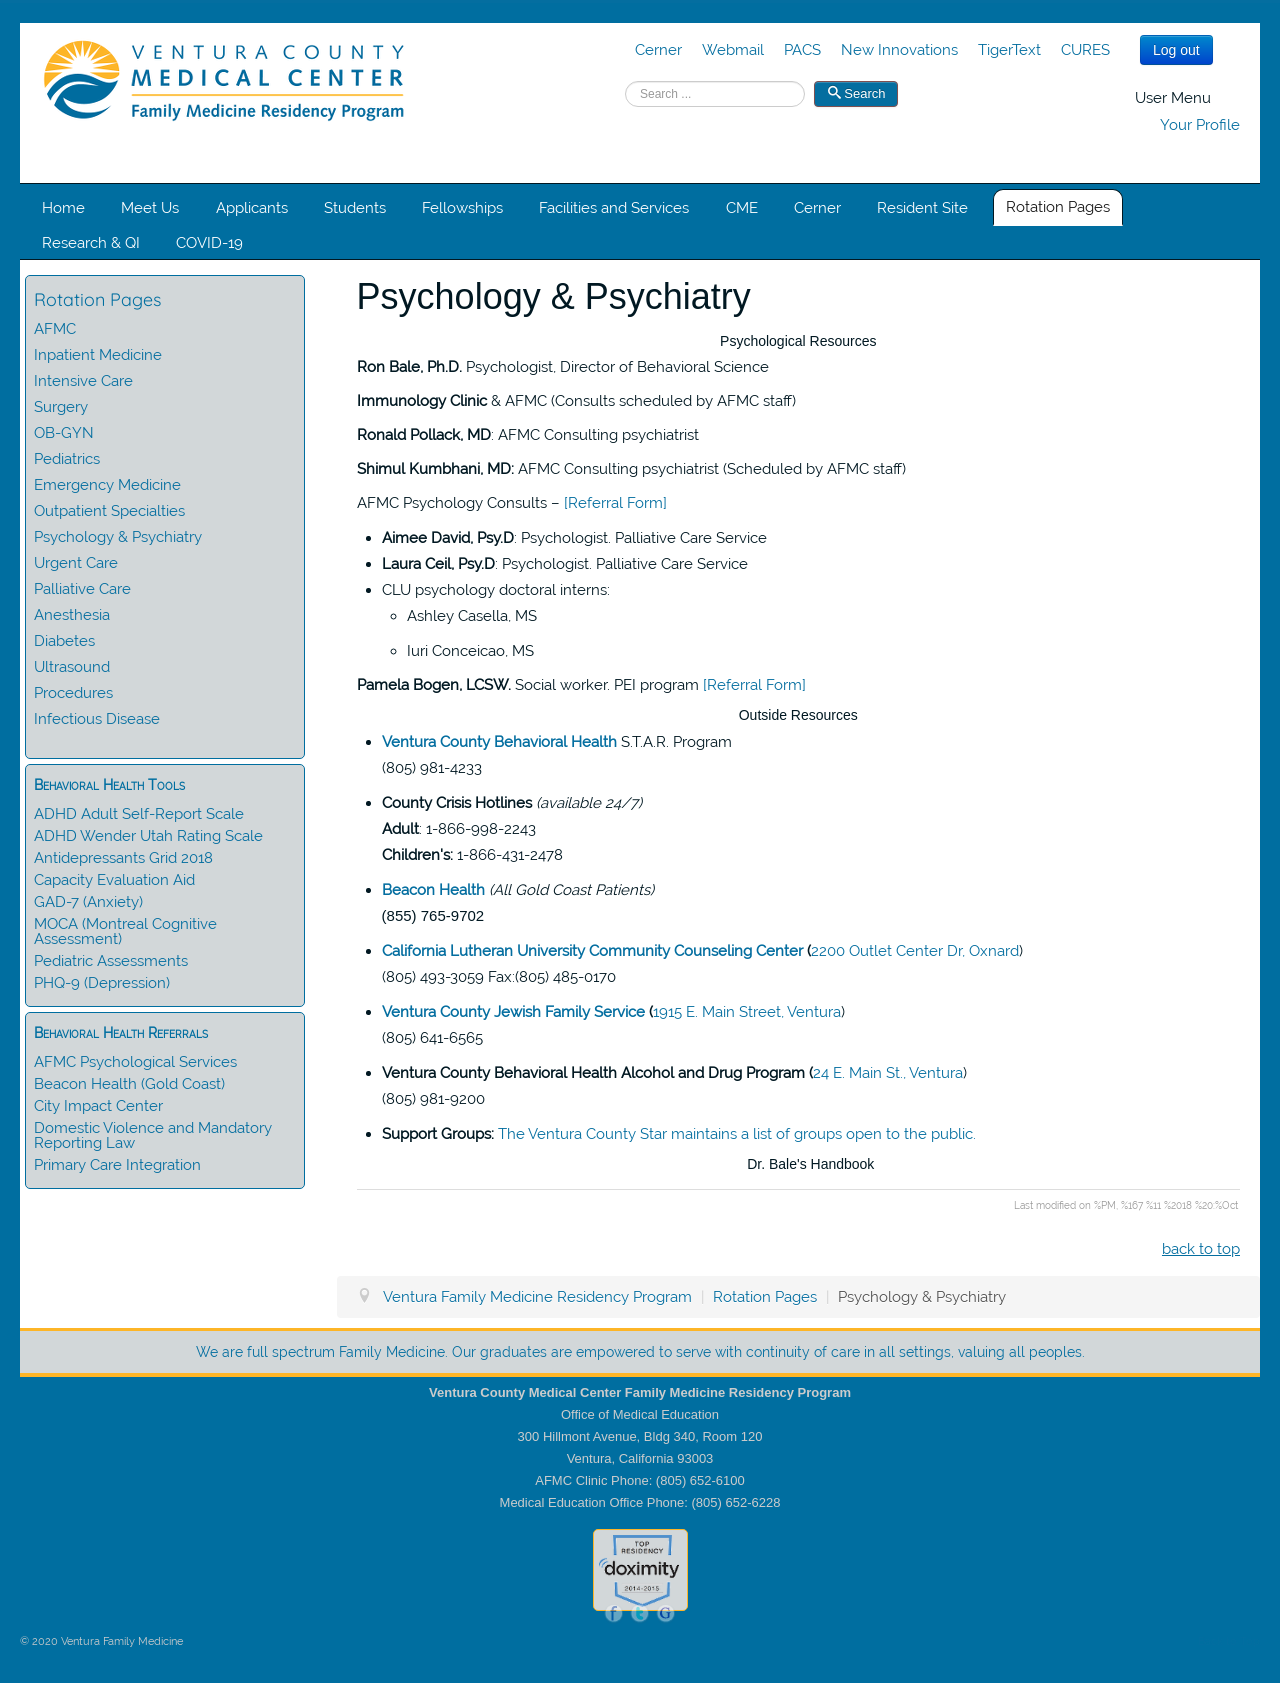 VENTURA COUNTY
MEDICAL CENTER
Family Medicine Residency Program
Cerner Webmail PACS New Innovations TigerText CURES
Log out
Search ...
Search
User Menu
Your Profile
Home Meet Us Applicants Students Fellowships Facilities and Services CME Cerner Resident Site Rotation Pages
Research & QI COVID-19
Rotation Pages
AFMC
Inpatient Medicine
Intensive Care
Surgery
OB-GYN
Pediatrics
Emergency Medicine
Outpatient Specialties
Psychology & Psychiatry
Urgent Care
Palliative Care
Anesthesia
Diabetes
Ultrasound
Procedures
Infectious Disease
Behavioral Health Tools
ADHD Adult Self-Report Scale
ADHD Wender Utah Rating Scale
Antidepressants Grid 2018
Capacity Evaluation Aid
GAD-7 (Anxiety)
MOCA (Montreal Cognitive
Assessment)
Pediatric Assessments
PHQ-9 (Depression)
Behavioral Health Referrals
AFMC Psychological Services
Beacon Health (Gold Coast)
City Impact Center
Domestic Violence and Mandatory
Reporting Law
Primary Care Integration
Psychology & Psychiatry
Psychological Resources
Ron Bale, Ph.D. Psychologist, Director of Behavioral Science
Immunology Clinic & AFMC (Consults scheduled by AFMC staff)
Ronald Pollack, MD: AFMC Consulting psychiatrist
Shimul Kumbhani, MD: AFMC Consulting psychiatrist (Scheduled by AFMC staff)
AFMC Psychology Consults – [Referral Form]
Aimee David, Psy.D: Psychologist. Palliative Care Service
Laura Ceil, Psy.D: Psychologist. Palliative Care Service
CLU psychology doctoral interns:
Ashley Casella, MS
Iuri Conceicao, MS
Pamela Bogen, LCSW. Social worker. PEI program [Referral Form]
Outside Resources
Ventura County Behavioral Health S.T.A.R. Program
(805) 981-4233
County Crisis Hotlines (available 24/7)
Adult: 1-866-998-2243
Children's: 1-866-431-2478
Beacon Health (All Gold Coast Patients)
(855) 765-9702
California Lutheran University Community Counseling Center (2200 Outlet Center Dr, Oxnard)
(805) 493-3059 Fax:(805) 485-0170
Ventura County Jewish Family Service (1915 E. Main Street, Ventura)
(805) 641-6565
Ventura County Behavioral Health Alcohol and Drug Program (24 E. Main St., Ventura)
(805) 981-9200
Support Groups: The Ventura County Star maintains a list of groups open to the public.
Dr. Bale's Handbook
Last modified on %PM, %167 %11 %2018 %20:%Oct
back to top
Ventura Family Medicine Residency Program | Rotation Pages | Psychology & Psychiatry
We are full spectrum Family Medicine. Our graduates are empowered to serve with continuity of care in all settings, valuing all peoples.
Ventura County Medical Center Family Medicine Residency Program
Office of Medical Education
300 Hillmont Avenue, Bldg 340, Room 120
Ventura, California 93003
AFMC Clinic Phone: (805) 652-6100
Medical Education Office Phone: (805) 652-6228
TOP
RESIDENCY
doximity
2014-2015
f t G
© 2020 Ventura Family Medicine